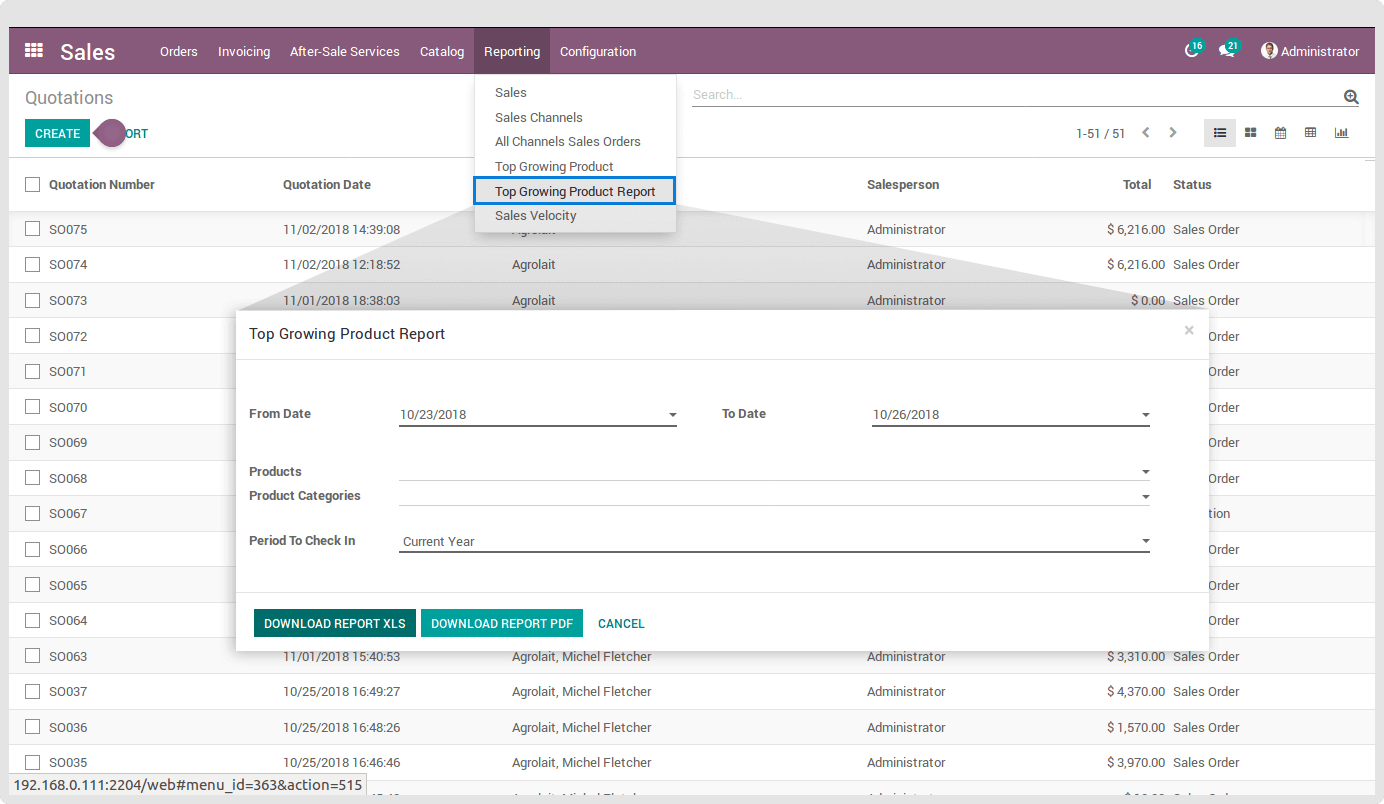 Sales Orders Invoicing After-Sale Services Catalog Reporting Configuration 16 21 Administrator
Quotations
Search...
CREATE ORT
1-51 / 51
Sales
Sales Channels
All Channels Sales Orders
Top Growing Product
Top Growing Product Report
Sales Velocity
Quotation Number Quotation Date Salesperson Total Status
SO075 11/02/2018 14:39:08 Agrolait Administrator $ 6,216.00 Sales Order
SO074 11/02/2018 12:18:52 Agrolait Administrator $ 6,216.00 Sales Order
SO073 11/01/2018 18:38:03 Agrolait Administrator $ 0.00 Sales Order
SO072 Order
SO071 Order
SO070 Order
SO069 Order
SO068 Order
SO067 tion
SO066 Order
SO065 Order
SO064 Order
Top Growing Product Report ×
From Date 10/23/2018 To Date 10/26/2018
Products
Product Categories
Period To Check In Current Year
DOWNLOAD REPORT XLS DOWNLOAD REPORT PDF CANCEL
SO063 11/01/2018 15:40:53 Agrolait, Michel Fletcher Administrator $ 3,310.00 Sales Order
SO037 10/25/2018 16:49:27 Agrolait, Michel Fletcher Administrator $ 4,370.00 Sales Order
SO036 10/25/2018 16:48:26 Agrolait, Michel Fletcher Administrator $ 1,570.00 Sales Order
SO035 10/25/2018 16:46:46 Agrolait, Michel Fletcher Administrator $ 3,970.00 Sales Order
192.168.0.111:2204/web#menu_id=363&action=515